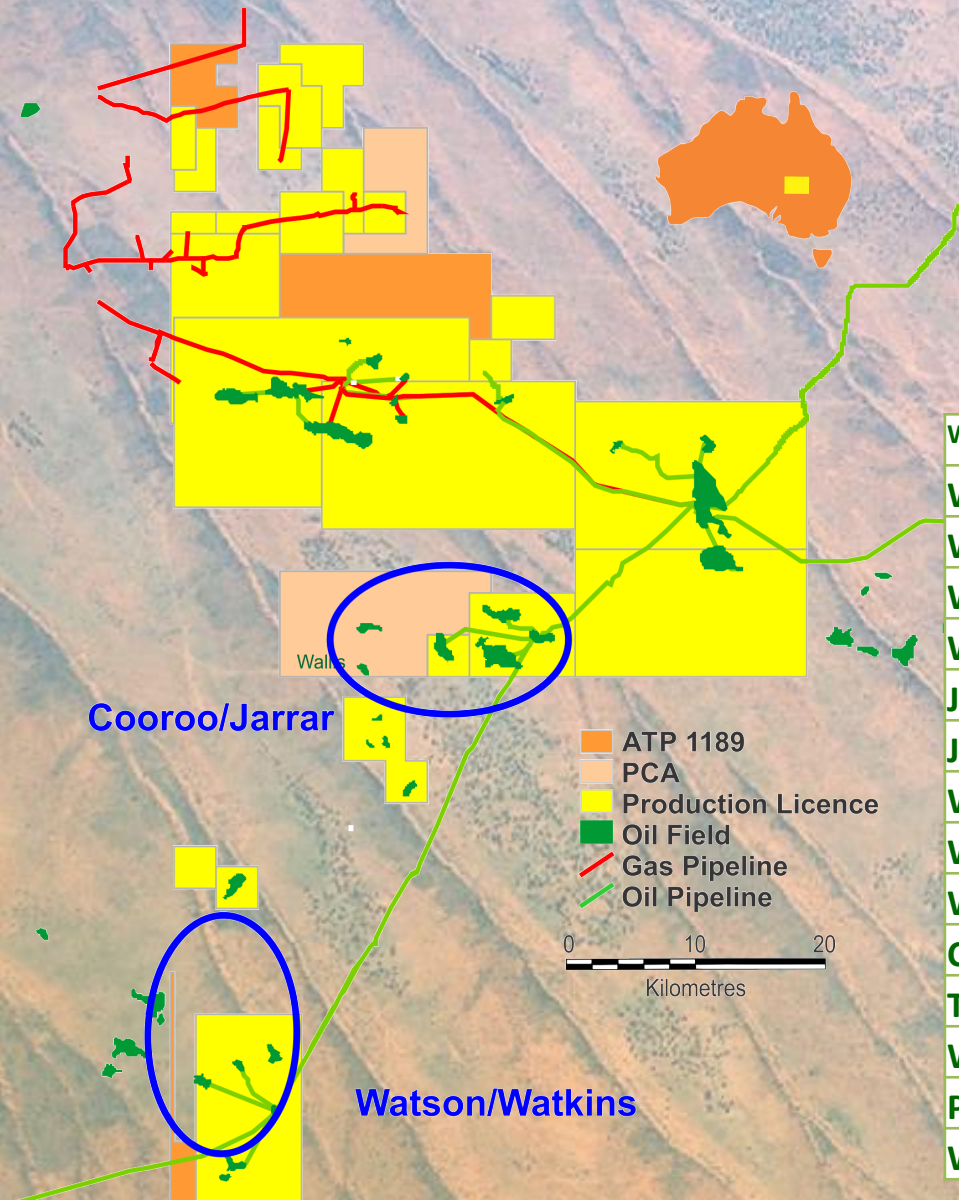 Wallis
Cooroo/Jarrar
ATP 1189
PCA
Production Licence
Oil Field
Gas Pipeline
Oil Pipeline
0 10 20
Kilometres
Watson/Watkins